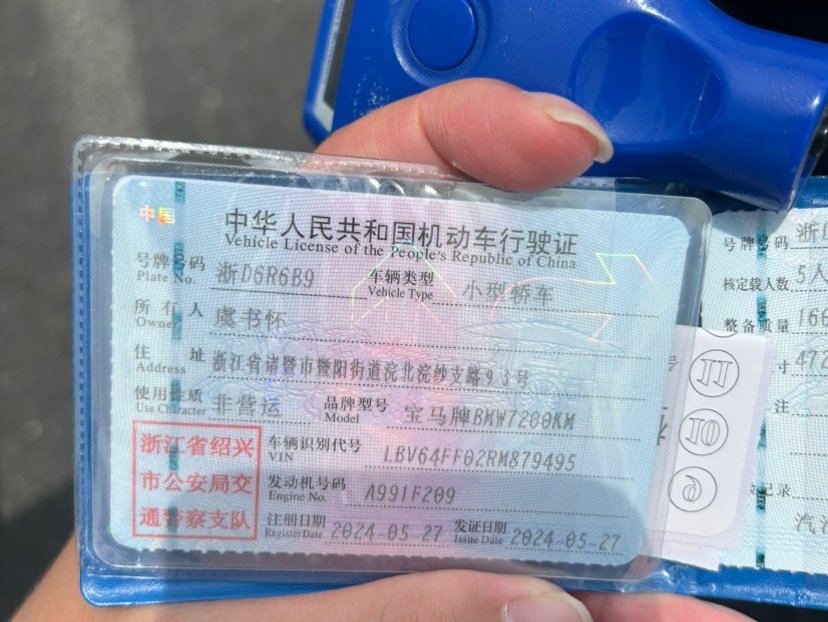 中国
中华人民共和国机动车行驶证
Vehicle License of the People's Republic of China
号牌号码 浙D6R6B9 车辆类型 小型轿车
Plate No. Vehicle Type
所有人 虞书怀
Owner
住址 浙江省诸暨市暨阳街道浣北浣纱支路93号
Address
使用性质 非营运 品牌型号 宝马牌BMW7200KM
Use Character Model
浙江省绍兴
市公安局交
通警察支队
车辆识别代号 LBV64FF02RM879495
VIN
发动机号码 A991F209
Engine No.
注册日期 2024-05-27 发证日期 2024-05-27
Register Date Issue Date
号牌号码 浙
核定载人数 5人
整备质量 166
寸 472
注
记录
号
11
10
9